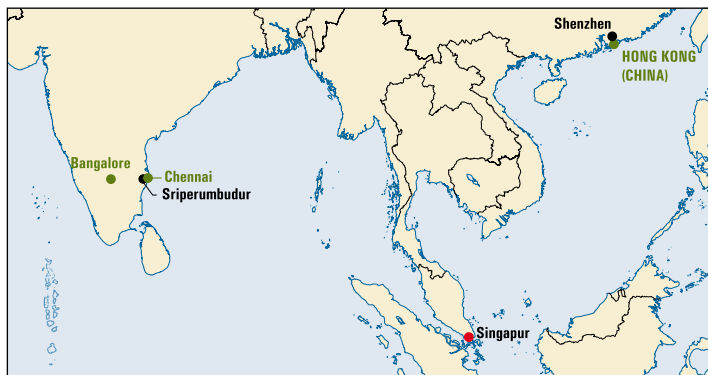 Shenzhen
HONG KONG
(CHINA)
Bangalore
Chennai
Sriperumbudur
Singapur